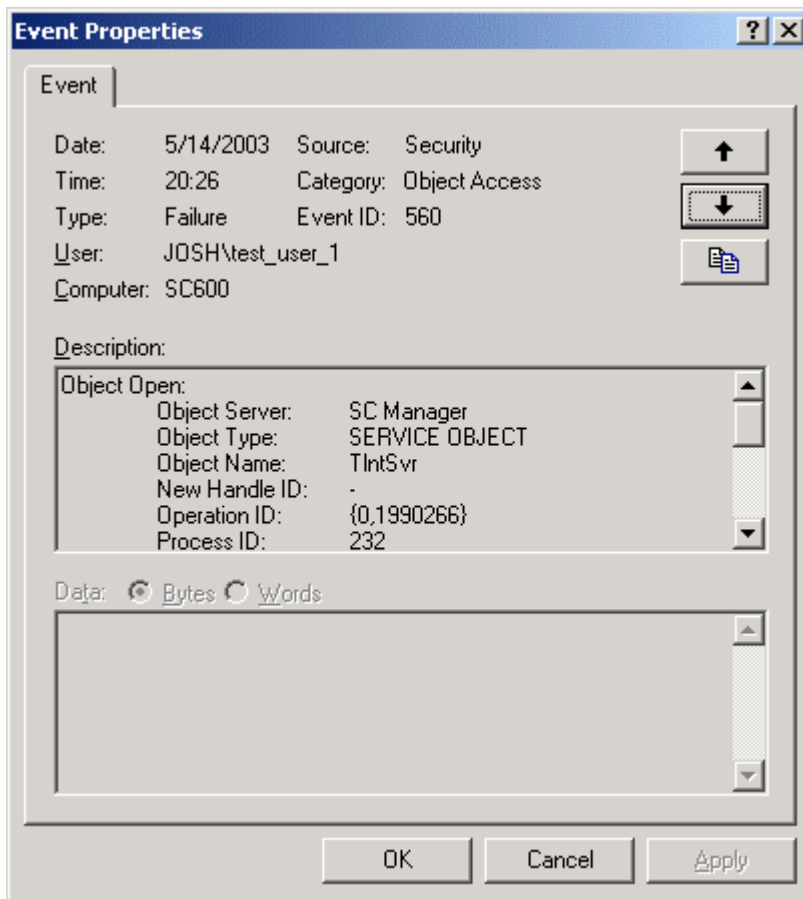 Event Properties
Event
Date: 5/14/2003 Source: Security
Time: 20:26 Category: Object Access
Type: Failure Event ID: 560
User: JOSH\test_user_1
Computer: SC600
Description:
Object Open:
Object Server: SC Manager
Object Type: SERVICE OBJECT
Object Name: TlntSvr
New Handle ID: -
Operation ID: {0,1990266}
Process ID: 232
Data: Bytes Words
OK Cancel Apply